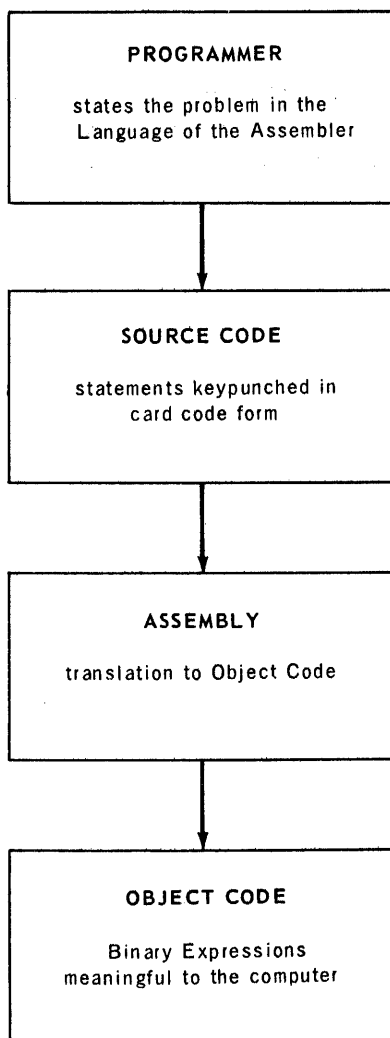 PROGRAMMER
states the problem in the
Language of the Assembler
SOURCE CODE
statements keypunched in
card code form
ASSEMBLY
translation to Object Code
OBJECT CODE
Binary Expressions
meaningful to the computer